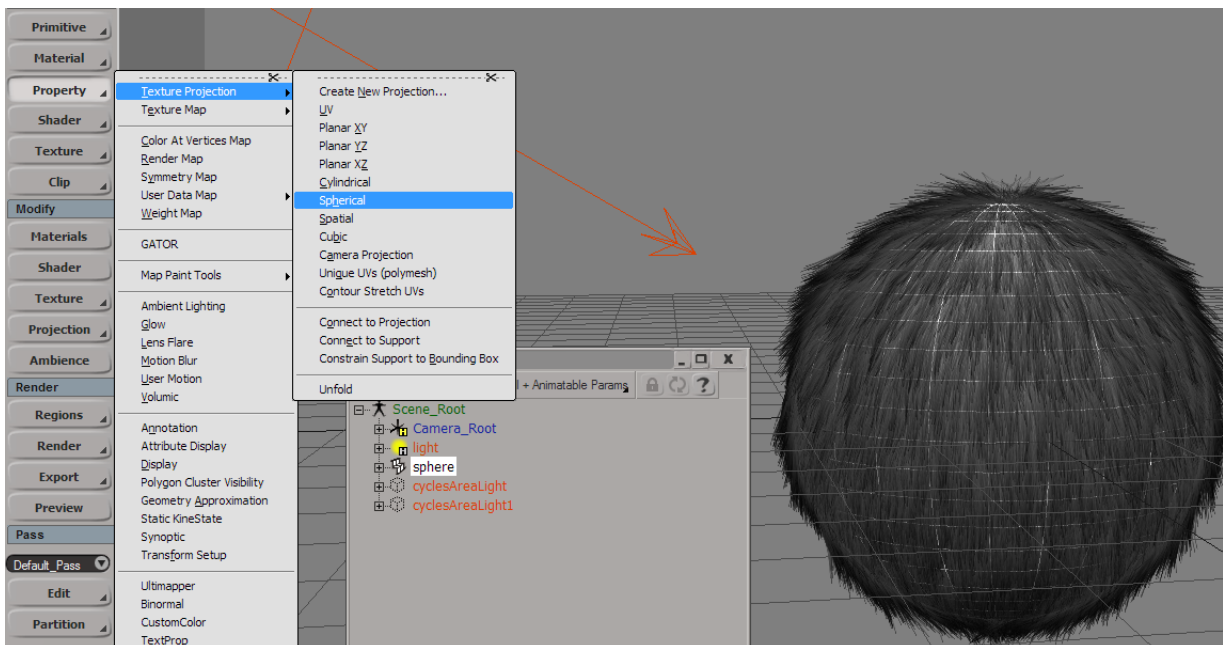 Primitive
Material
Property
Shader
Texture
Clip
Modify
Materials
Shader
Texture
Projection
Ambience
Render
Regions
Render
Export
Preview
Pass
Default_Pass
Edit
Partition
Texture Projection
Texture Map
Color At Vertices Map
Render Map
Symmetry Map
User Data Map
Weight Map
GATOR
Map Paint Tools
Ambient Lighting
Glow
Lens Flare
Motion Blur
User Motion
Volumic
Annotation
Attribute Display
Display
Polygon Cluster Visibility
Geometry Approximation
Static KineState
Synoptic
Transform Setup
Ultimapper
Binormal
CustomColor
TextProp
Create New Projection...
UV
Planar XY
Planar YZ
Planar XZ
Cylindrical
Spherical
Spatial
Cubic
Camera Projection
Unique UVs (polymesh)
Contour Stretch UVs
Connect to Projection
Connect to Support
Constrain Support to Bounding Box
Unfold
+ Animatable Params
?
Scene_Root
Camera_Root
light
sphere
cyclesAreaLight
cyclesAreaLight1